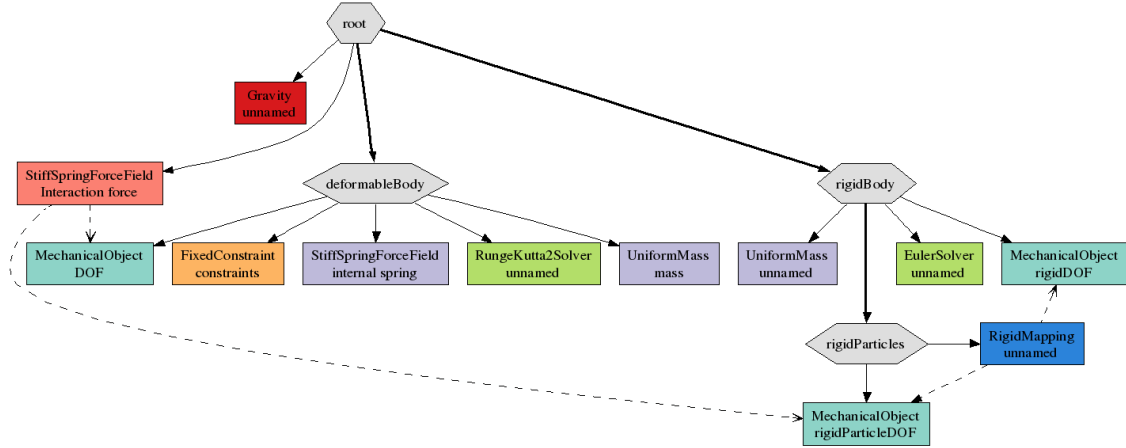 root
Gravity
unnamed
StiffSpringForceField
Interaction force
deformableBody
rigidBody
MechanicalObject
DOF
FixedConstraint
constraints
StiffSpringForceField
internal spring
RungeKutta2Solver
unnamed
UniformMass
mass
UniformMass
unnamed
EulerSolver
unnamed
MechanicalObject
rigidDOF
rigidParticles
RigidMapping
unnamed
MechanicalObject
rigidParticleDOF